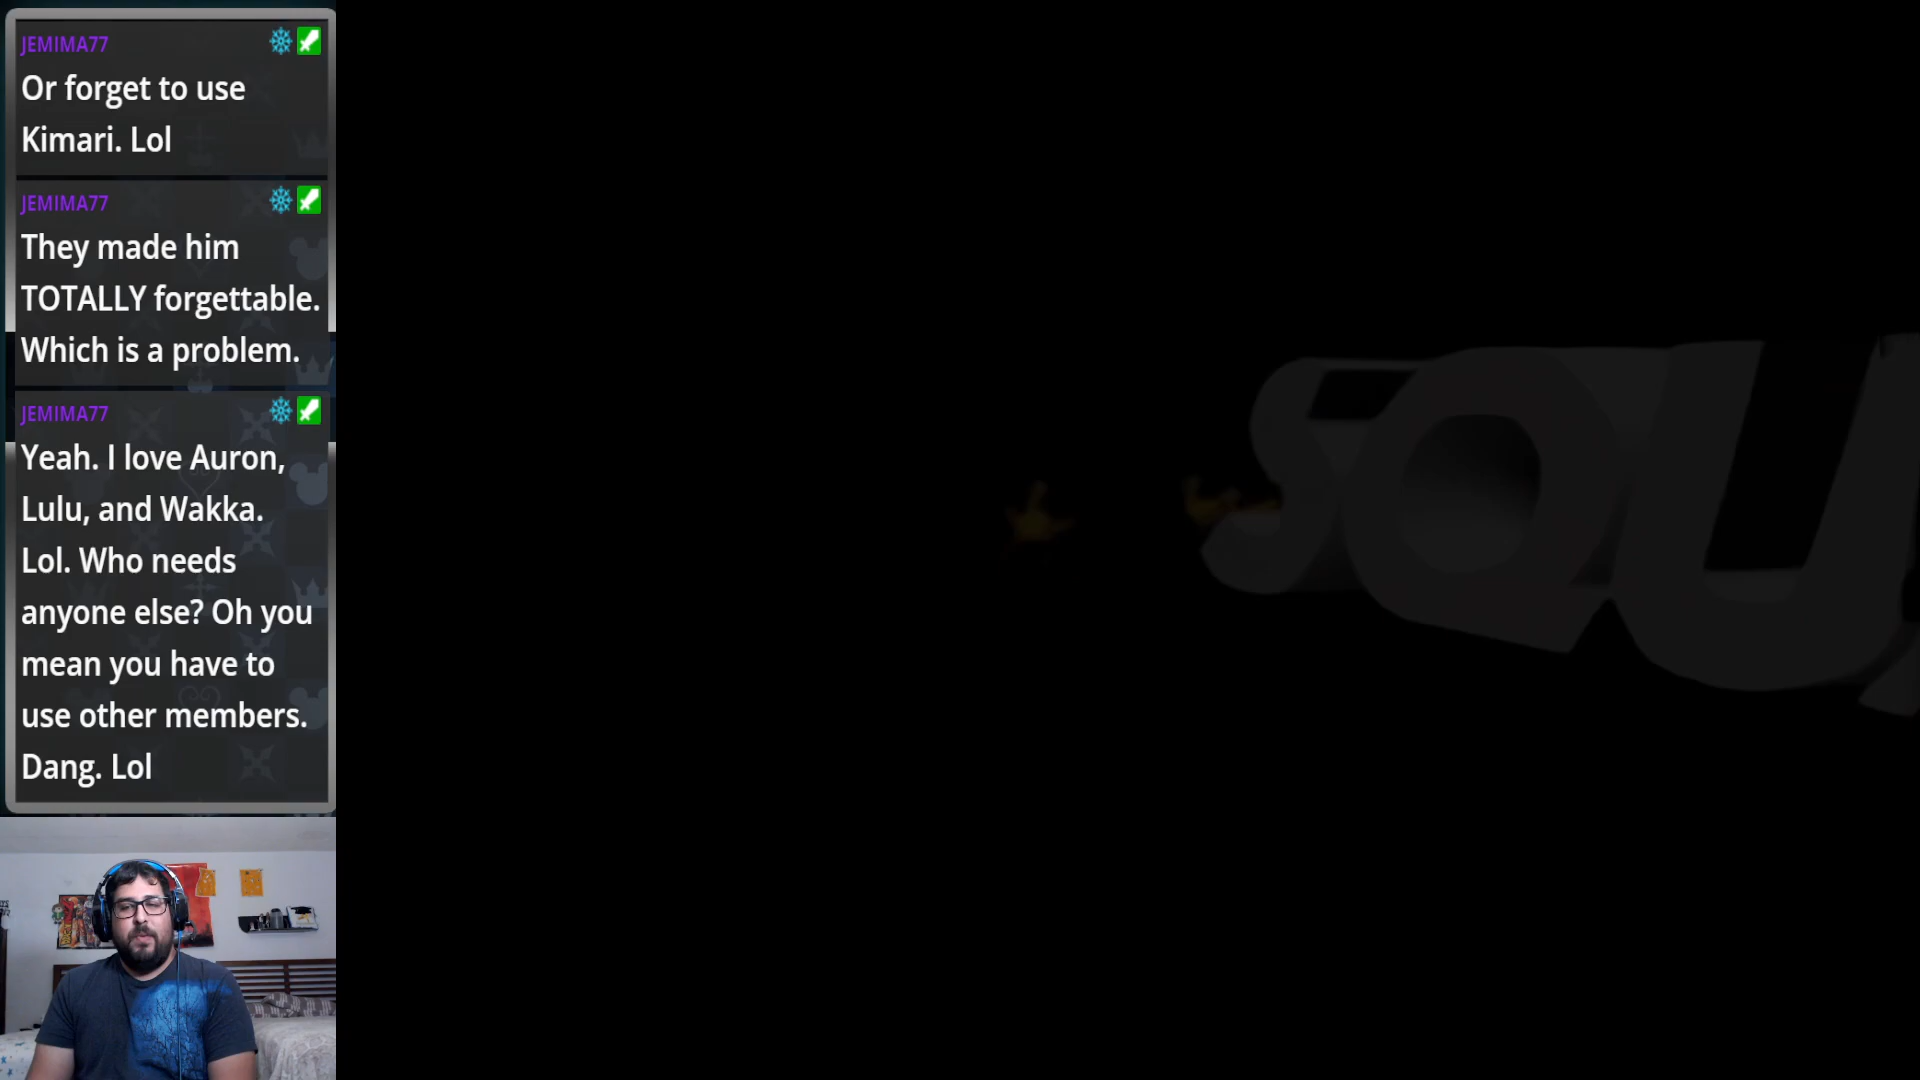 JEMIMA77
Or forget to use
Kimari. Lol
JEMIMA77
They made him
TOTALLY forgettable.
Which is a problem.
JEMIMA77
Yeah. I love Auron,
Lulu, and Wakka.
Lol. Who needs
anyone else? Oh you
mean you have to
use other members.
Dang. Lol
SQU